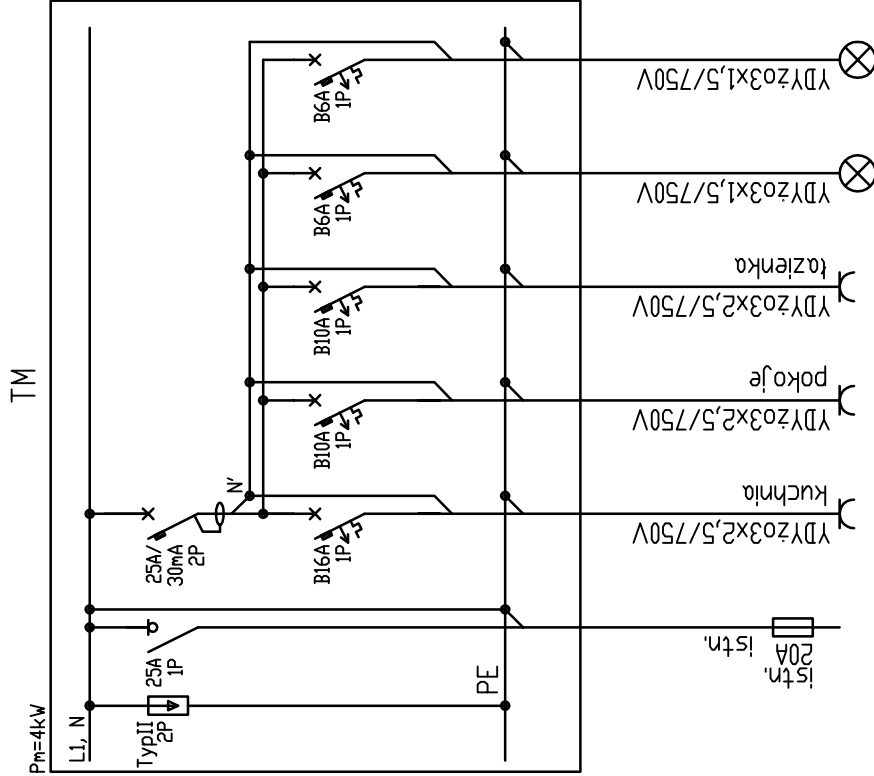 TM
Pm=4kW
L1, N
TypII
2P
25A
1P
25A/
30mA
2P
N'
PE
B16A
1P
B10A
1P
B10A
1P
B6A
1P
B6A
1P
istn.
istn.
20A
kuchnia
YDYżo3x2,5/750V
pokoje
YDYżo3x2,5/750V
łazienka
YDYżo3x2,5/750V
YDYżo3x1,5/750V
YDYżo3x1,5/750V